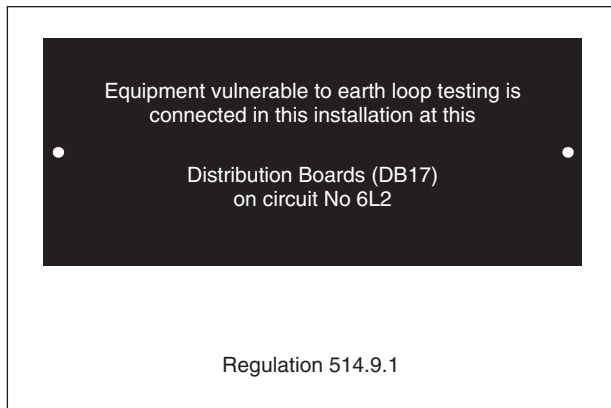 Equipment vulnerable to earth loop testing is
connected in this installation at this
Distribution Boards (DB17)
on circuit No 6L2
Regulation 514.9.1